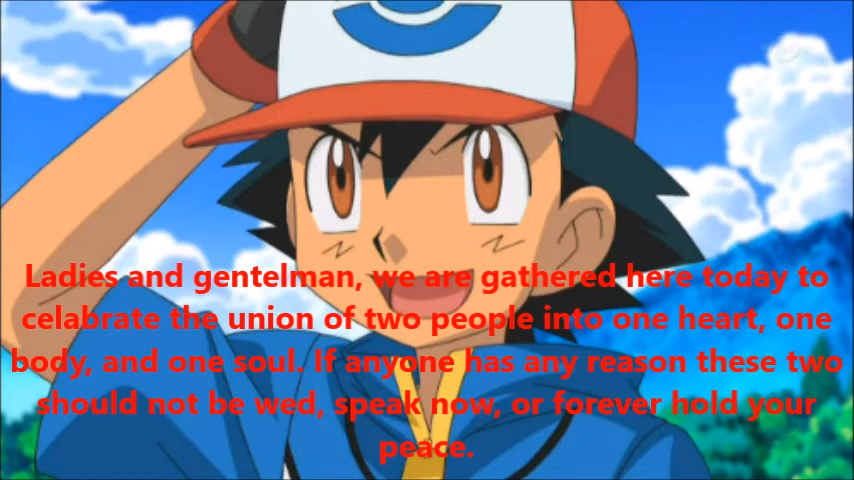 Ladies and gentelman, we are gathered here today to
celabrate the union of two people into one heart, one
body, and one soul. If anyone has any reason these two
should not be wed, speak now, or forever hold your
peace.